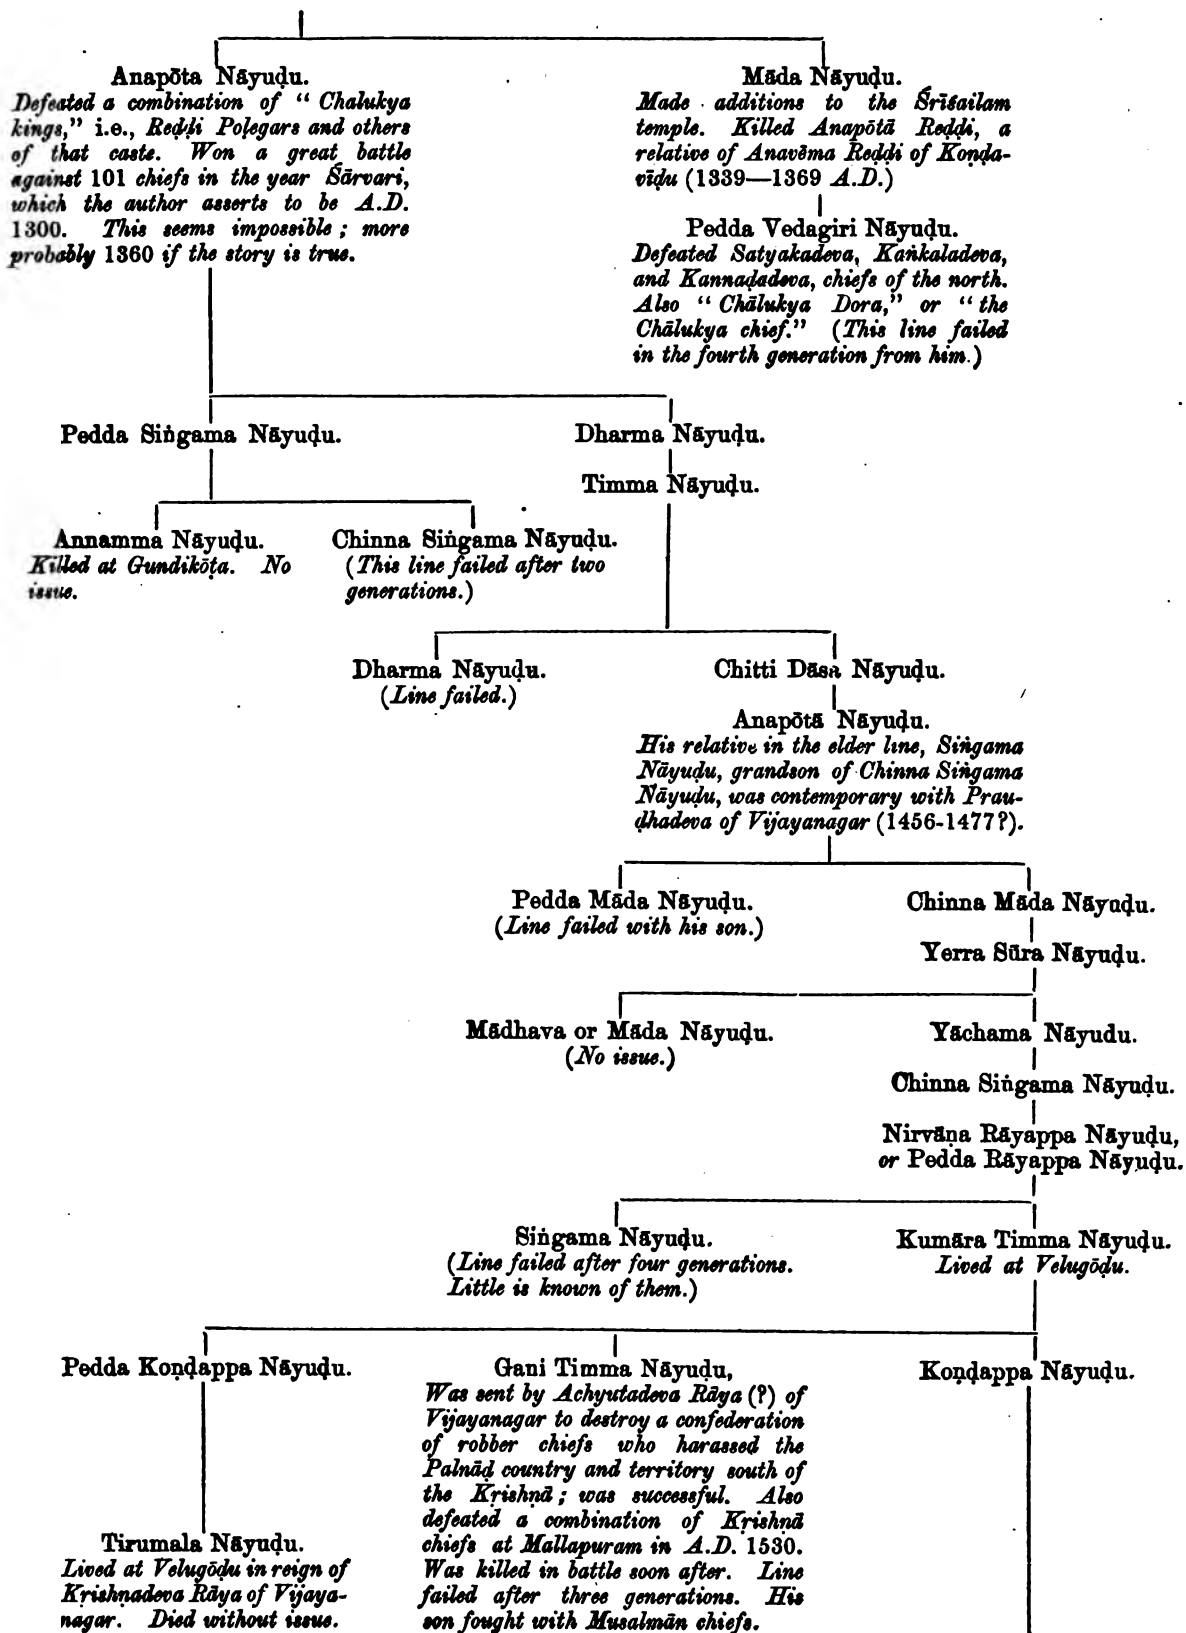 Anapōta Nāyuḍu.
Defeated a combination of “ Chalukya
kings,” i.e., Reḍḍi Poḷegars and others
of that caste. Won a great battle
against 101 chiefs in the year Śārvari,
which the author asserts to be A.D.
1300. This seems impossible ; more
probably 1360 if the story is true.
Māda Nāyuḍu.
Made additions to the Śrīśailam
temple. Killed Anapōtā Reḍḍi, a
relative of Anavēma Reḍḍi of Koṇḍa-
vīḍu (1339—1369 A.D.)
Pedda Vedagiri Nāyuḍu.
Defeated Satyakadeva, Kaṅkaladeva,
and Kannaḍadeva, chiefs of the north.
Also “ Chālukya Dora,” or “ the
Chālukya chief.” (This line failed
in the fourth generation from him.)
Pedda Siṅgama Nāyuḍu.
Dharma Nāyuḍu.
Timma Nāyuḍu.
Annamma Nāyuḍu.
Killed at Gundikōṭa. No
issue.
Chinna Siṅgama Nāyuḍu.
(This line failed after two
generations.)
Dharma Nāyuḍu.
(Line failed.)
Chitti Dāsa Nāyuḍu.
Anapōtā Nāyuḍu.
His relative in the elder line, Siṅgama
Nāyuḍu, grandson of Chinna Siṅgama
Nāyuḍu, was contemporary with Prau-
ḍhadeva of Vijayanagar (1456-1477?).
Pedda Māda Nāyuḍu.
(Line failed with his son.)
Chinna Māda Nāyuḍu.
Yerra Sūra Nāyuḍu.
Mādhava or Māda Nāyuḍu.
(No issue.)
Yāchama Nāyudu.
Chinna Siṅgama Nāyuḍu.
Nirvāṇa Rāyappa Nāyuḍu,
or Pedda Rāyappa Nāyuḍu.
Siṅgama Nāyuḍu.
(Line failed after four generations.
Little is known of them.)
Kumāra Timma Nāyuḍu.
Lived at Velugōḍu.
Pedda Koṇḍappa Nāyuḍu.
Gani Timma Nāyuḍu,
Was sent by Achyutadeva Rāya (?) of
Vijayanagar to destroy a confederation
of robber chiefs who harassed the
Palnāḍ country and territory south of
the Kṛishṇā ; was successful. Also
defeated a combination of Kṛishṇā
chiefs at Mallapuram in A.D. 1530.
Was killed in battle soon after. Line
failed after three generations. His
son fought with Musalmān chiefs.
Koṇḍappa Nāyuḍu.
Tirumala Nāyuḍu.
Lived at Velugōḍu in reign of
Kṛishṇadeva Rāya of Vijaya-
nagar. Died without issue.